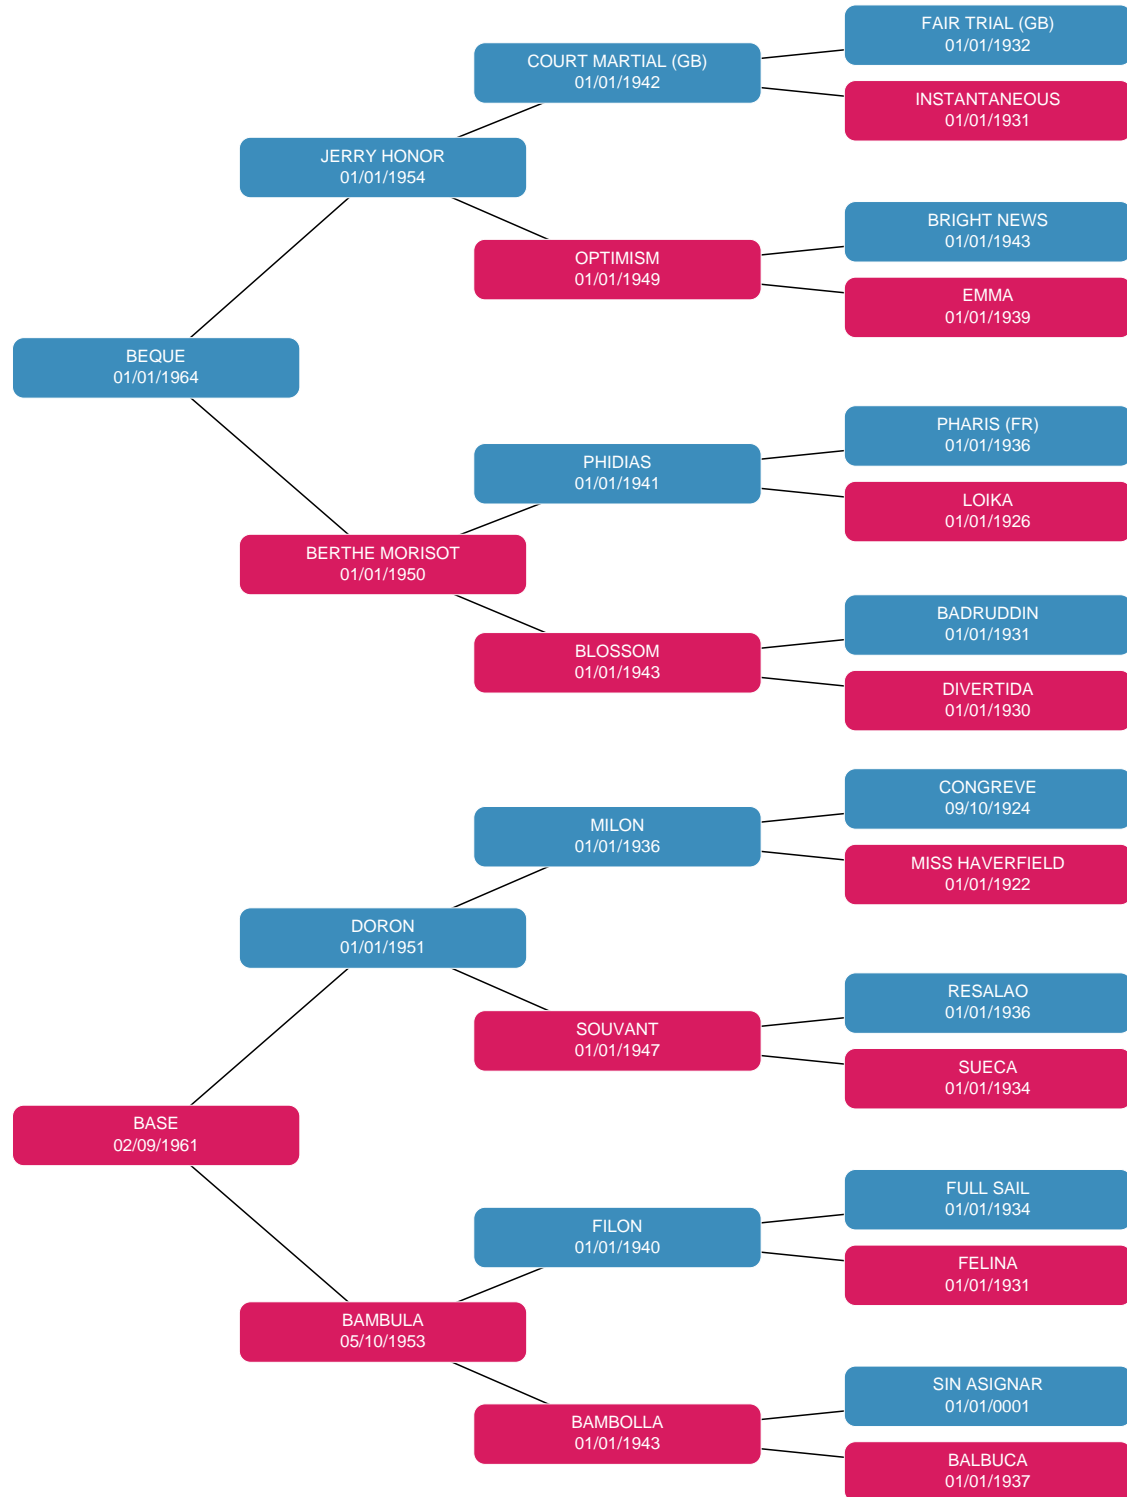 FAIR TRIAL (GB)
01/01/1932
COURT MARTIAL (GB)
01/01/1942
INSTANTANEOUS
01/01/1931
JERRY HONOR
01/01/1954
BRIGHT NEWS
01/01/1943
OPTIMISM
01/01/1949
EMMA
01/01/1939
BEQUE
01/01/1964
PHARIS (FR)
01/01/1936
PHIDIAS
01/01/1941
LOIKA
01/01/1926
BERTHE MORISOT
01/01/1950
BADRUDDIN
01/01/1931
BLOSSOM
01/01/1943
DIVERTIDA
01/01/1930
CONGREVE
09/10/1924
MILON
01/01/1936
MISS HAVERFIELD
01/01/1922
DORON
01/01/1951
RESALAO
01/01/1936
SOUVANT
01/01/1947
SUECA
01/01/1934
BASE
02/09/1961
FULL SAIL
01/01/1934
FILON
01/01/1940
FELINA
01/01/1931
BAMBULA
05/10/1953
SIN ASIGNAR
01/01/0001
BAMBOLLA
01/01/1943
BALBUCA
01/01/1937